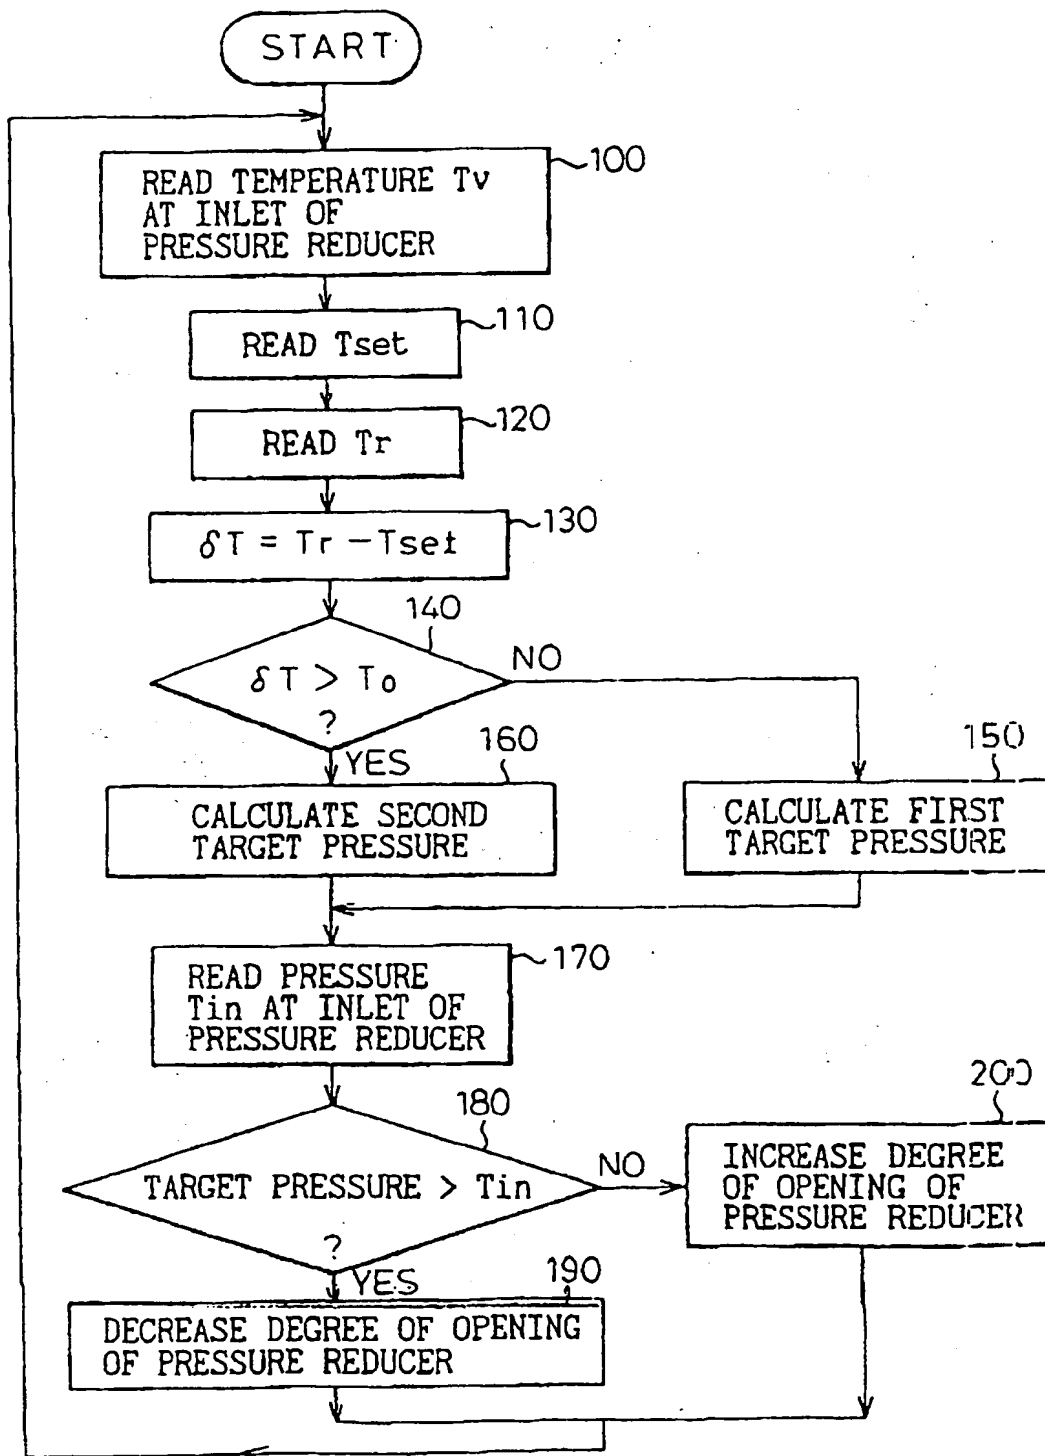 START
READ TEMPERATURE Tv
AT INLET OF
PRESSURE REDUCER
100
READ Tset
110
READ Tr
120
δT = Tr - Tset
130
140
δT > To
?
NO
YES
160
CALCULATE SECOND
TARGET PRESSURE
150
CALCULATE FIRST
TARGET PRESSURE
READ PRESSURE
Tin AT INLET OF
PRESSURE REDUCER
170
180
TARGET PRESSURE > Tin
?
NO
YES
200
INCREASE DEGREE
OF OPENING OF
PRESSURE REDUCER
190
DECREASE DEGREE OF OPENING
OF PRESSURE REDUCER